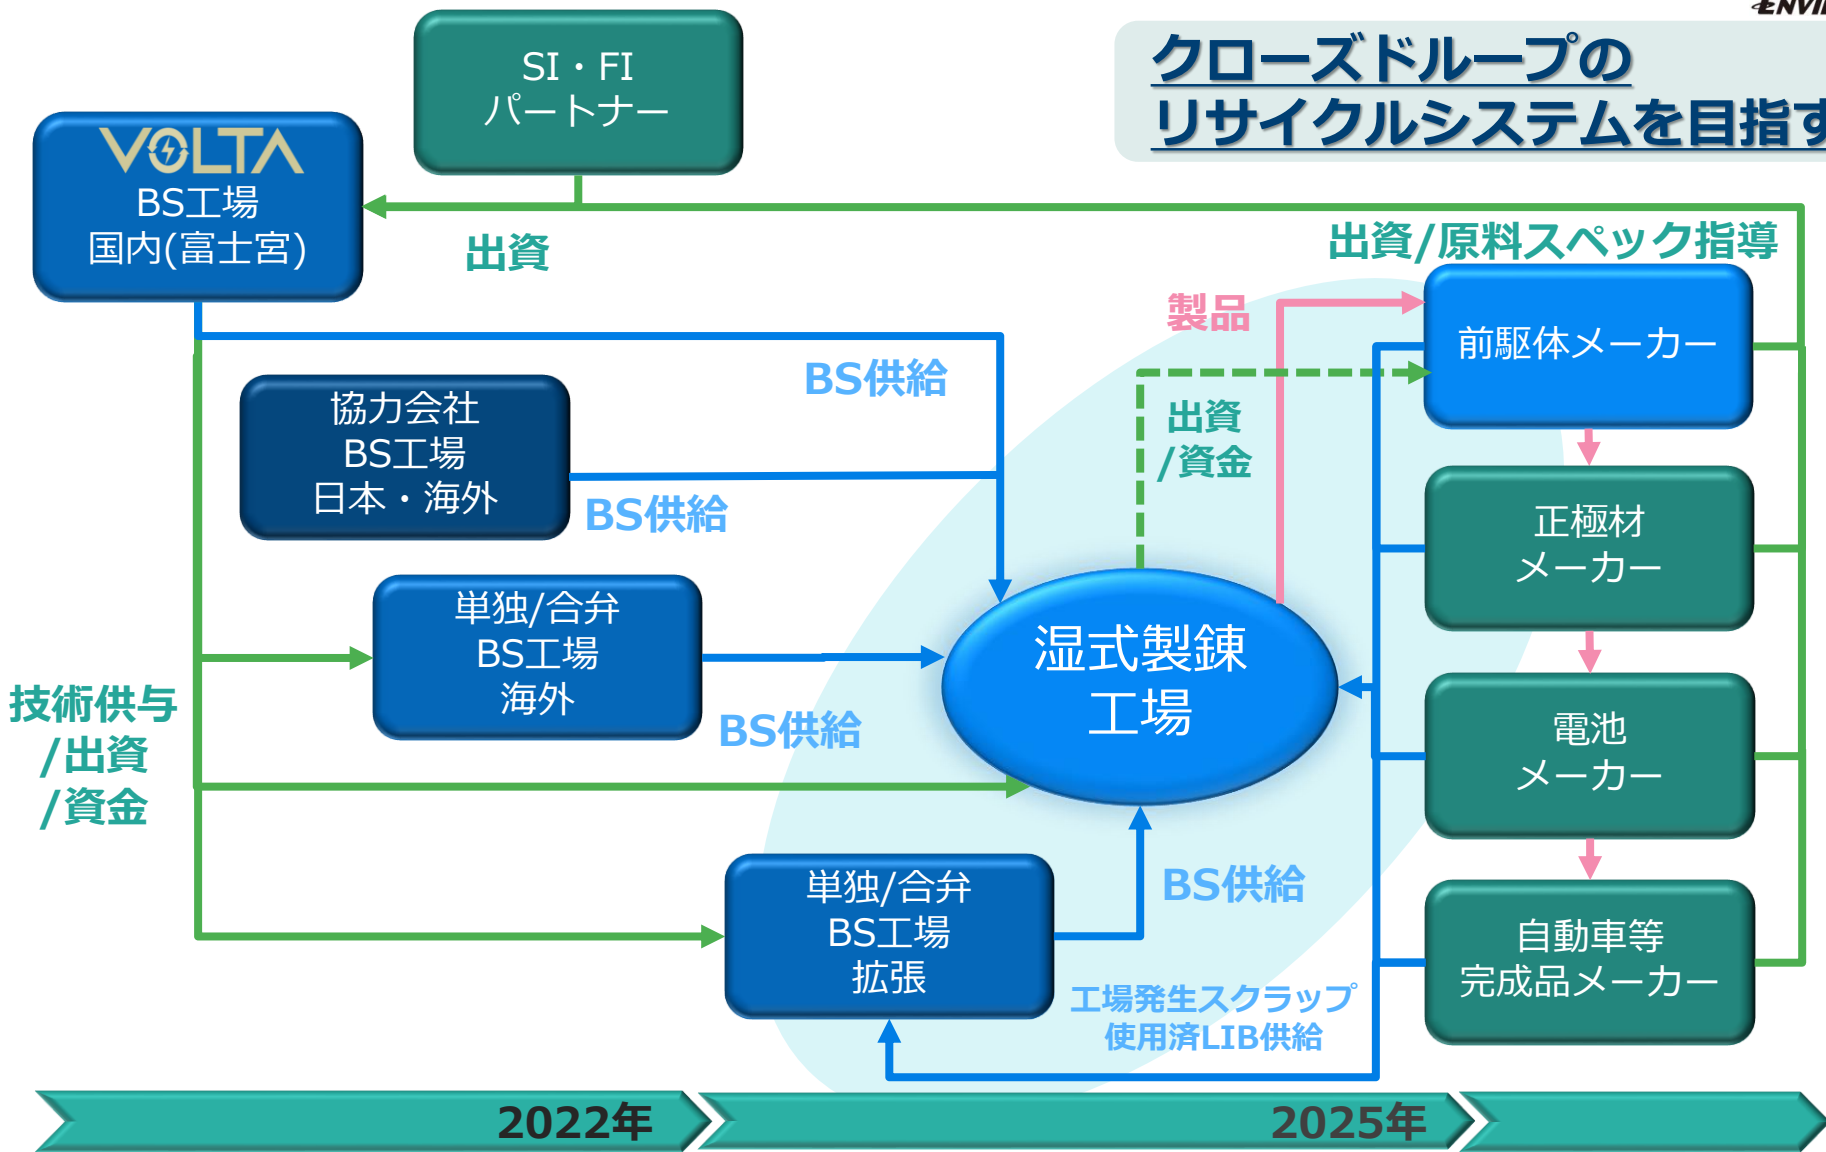 SI・FI
パートナー
クローズドループの
リサイクルシステムを目指す
VOLTA
BS工場
国内(富士宮)
出資
出資/原料スペック指導
製品
前駆体メーカー
BS供給
協力会社
BS工場
日本・海外
BS供給
出資
/資金
正極材
メーカー
単独/合弁
BS工場
海外
湿式製錬
工場
技術供与
/出資
/資金
BS供給
電池
メーカー
単独/合弁
BS工場
拡張
BS供給
自動車等
完成品メーカー
工場発生スクラップ
使用済LIB供給
2022年
2025年